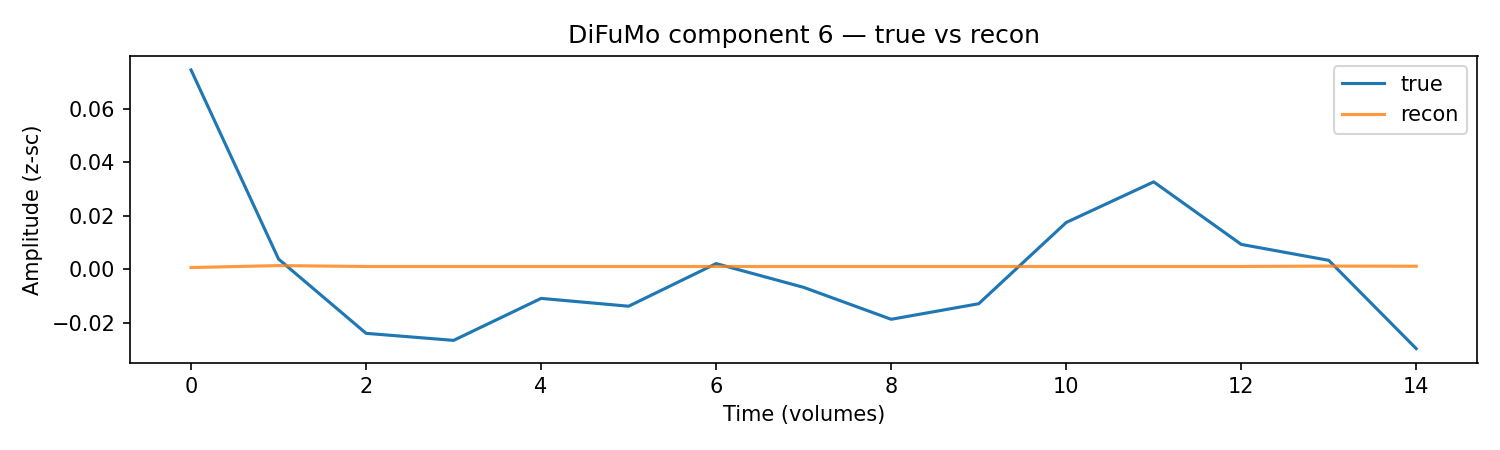 DiFuMo component 6 — true vs recon
true
recon
Amplitude (z-sc)
0.06
0.04
0.02
0.00
−0.02
0 2 4 6 8 10 12 14
Time (volumes)